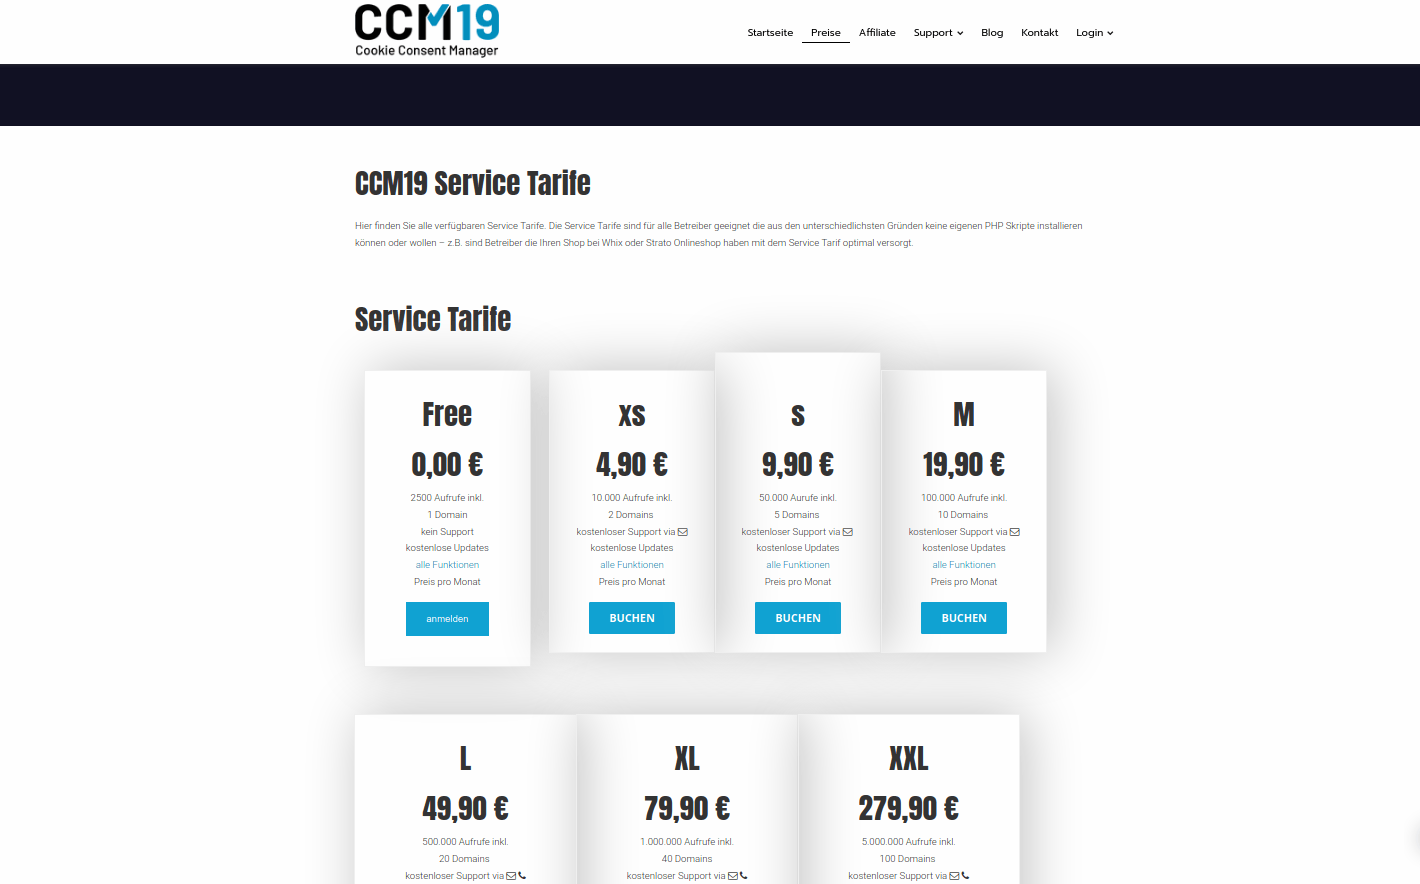 CCM19
Cookie Consent Manager
Startseite Preise Affiliate Support Blog Kontakt Login
CCM19 Service Tarife
Hier finden Sie alle verfügbaren Service Tarife. Die Service Tarife sind für alle Betreiber geeignet die aus den unterschiedlichsten Gründen keine eigenen PHP Skripte installieren
können oder wollen – z.B. sind Betreiber die Ihren Shop bei Whix oder Strato Onlineshop haben mit dem Service Tarif optimal versorgt.
Service Tarife
Free
0,00 €
2500 Aufrufe inkl.
1 Domain
kein Support
kostenlose Updates
alle Funktionen
Preis pro Monat
anmelden
XS
4,90 €
10.000 Aufrufe inkl.
2 Domains
kostenloser Support via
kostenlose Updates
alle Funktionen
Preis pro Monat
BUCHEN
S
9,90 €
50.000 Aurufe inkl.
5 Domains
kostenloser Support via
kostenlose Updates
alle Funktionen
Preis pro Monat
BUCHEN
M
19,90 €
100.000 Aufrufe inkl.
10 Domains
kostenloser Support via
kostenlose Updates
alle Funktionen
Preis pro Monat
BUCHEN
L
49,90 €
500.000 Aufrufe inkl.
20 Domains
kostenloser Support via
XL
79,90 €
1.000.000 Aufrufe inkl.
40 Domains
kostenloser Support via
XXL
279,90 €
5.000.000 Aufrufe inkl.
100 Domains
kostenloser Support via